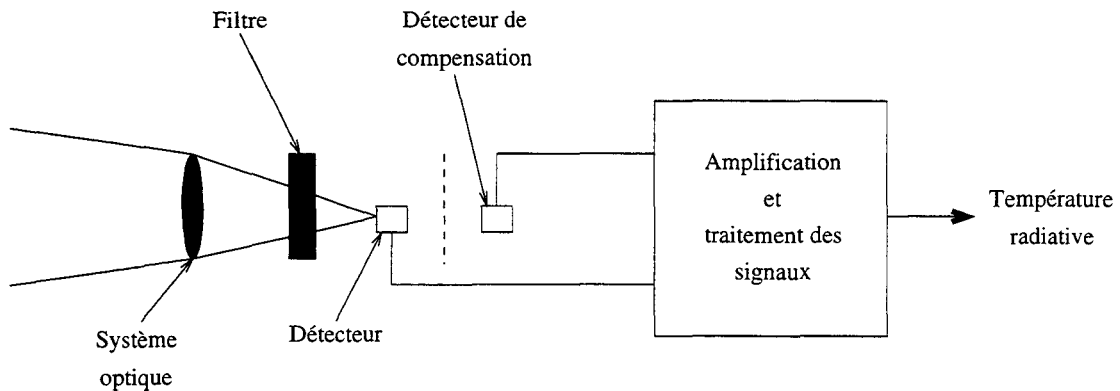 Filtre
Détecteur de
compensation
Amplification
et
traitement des
signaux
Température
radiative
Détecteur
Système
optique